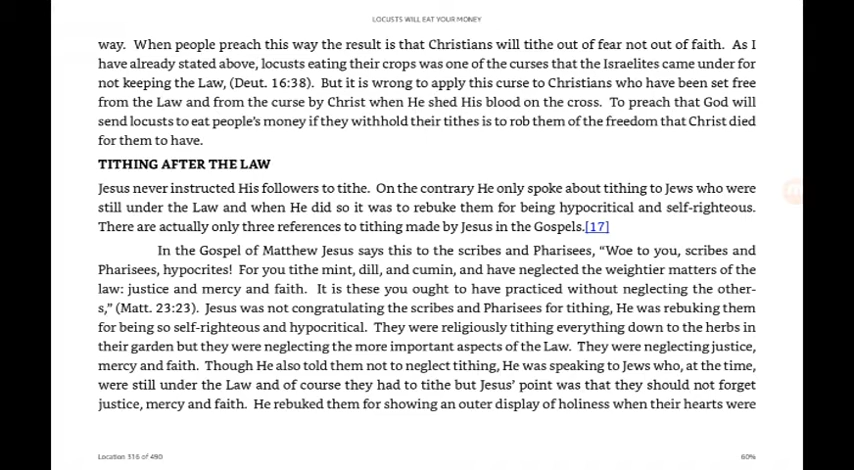 LOCUSTS WILL EAT YOUR MONEY
way. When people preach this way the result is that Christians will tithe out of fear not out of faith. As I
have already stated above, locusts eating their crops was one of the curses that the Israelites came under for
not keeping the Law, (Deut. 16:38). But it is wrong to apply this curse to Christians who have been set free
from the Law and from the curse by Christ when He shed His blood on the cross. To preach that God will
send locusts to eat people's money if they withhold their tithes is to rob them of the freedom that Christ died
for them to have.
TITHING AFTER THE LAW
Jesus never instructed His followers to tithe. On the contrary He only spoke about tithing to Jews who were
still under the Law and when He did so it was to rebuke them for being hypocritical and self-righteous.
There are actually only three references to tithing made by Jesus in the Gospels.[17]
In the Gospel of Matthew Jesus says this to the scribes and Pharisees, "Woe to you, scribes and
Pharisees, hypocrites! For you tithe mint, dill, and cumin, and have neglected the weightier matters of the
law: justice and mercy and faith. It is these you ought to have practiced without neglecting the other-
s," (Matt. 23:23). Jesus was not congratulating the scribes and Pharisees for tithing, He was rebuking them
for being so self-righteous and hypocritical. They were religiously tithing everything down to the herbs in
their garden but they were neglecting the more important aspects of the Law. They were neglecting justice,
mercy and faith. Though He also told them not to neglect tithing, He was speaking to Jews who, at the time,
were still under the Law and of course they had to tithe but Jesus' point was that they should not forget
justice, mercy and faith. He rebuked them for showing an outer display of holiness when their hearts were
Location 316 of 490
60%